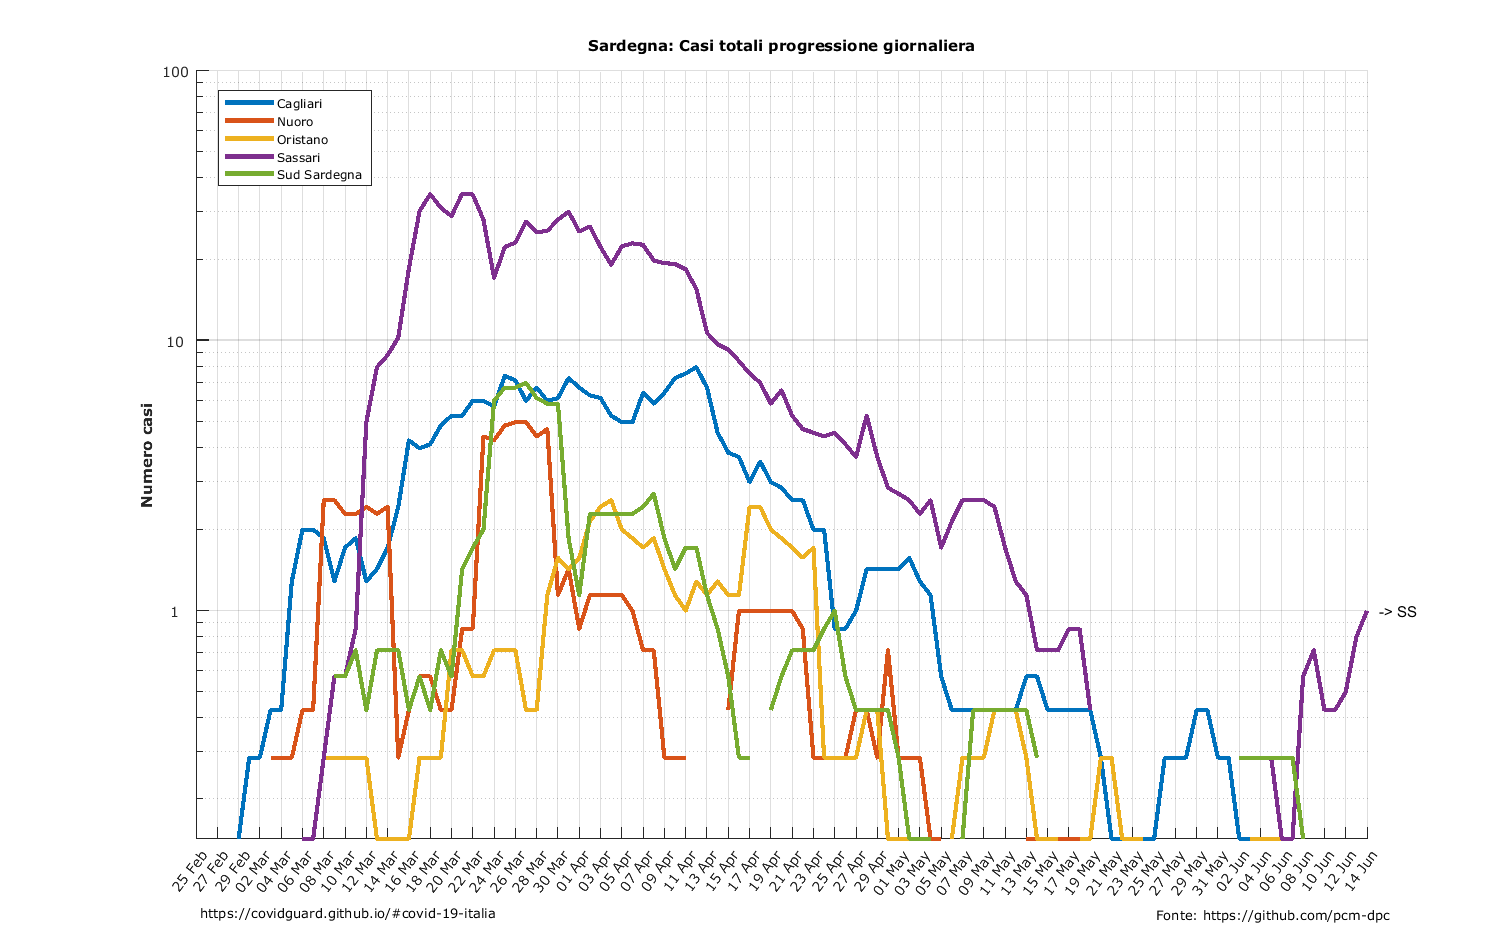 Sardegna: Casi totali progressione giornaliera
100
10
1
Numero casi
Cagliari
Nuoro
Oristano
Sassari
Sud Sardegna
-> SS
25 Feb
27 Feb
29 Feb
02 Mar
04 Mar
06 Mar
08 Mar
10 Mar
12 Mar
14 Mar
16 Mar
18 Mar
20 Mar
22 Mar
24 Mar
26 Mar
28 Mar
30 Mar
01 Apr
03 Apr
05 Apr
07 Apr
09 Apr
11 Apr
13 Apr
15 Apr
17 Apr
19 Apr
21 Apr
23 Apr
25 Apr
27 Apr
29 Apr
01 May
03 May
05 May
07 May
09 May
11 May
13 May
15 May
17 May
19 May
21 May
23 May
25 May
27 May
29 May
31 May
02 Jun
04 Jun
06 Jun
08 Jun
10 Jun
12 Jun
14 Jun
https://covidguard.github.io/#covid-19-italia
Fonte: https://github.com/pcm-dpc